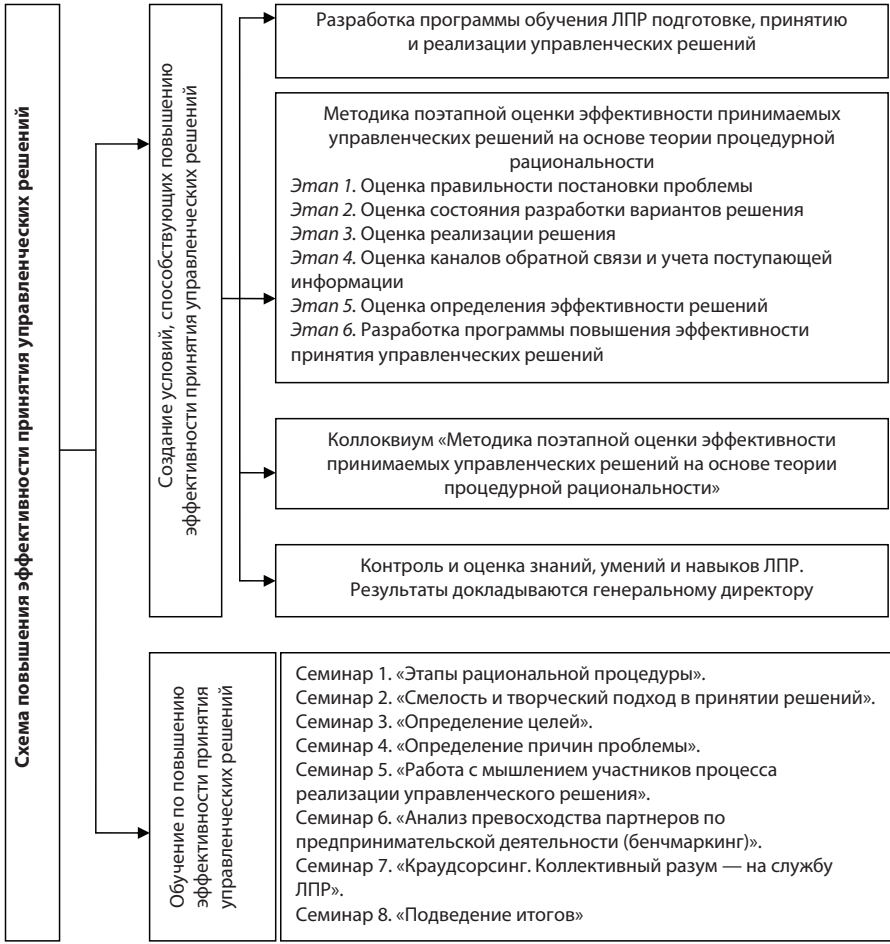 Схема повышения эффективности принятия управленческих решений
Создание условий, способствующих повышению
эффективности принятия управленческих решений
Разработка программы обучения ЛПР подготовке, принятию
и реализации управленческих решений
Методика поэтапной оценки эффективности принимаемых
управленческих решений на основе теории процедурной
рациональности
Этап 1. Оценка правильности постановки проблемы
Этап 2. Оценка состояния разработки вариантов решения
Этап 3. Оценка реализации решения
Этап 4. Оценка каналов обратной связи и учета поступающей
информации
Этап 5. Оценка определения эффективности решений
Этап 6. Разработка программы повышения эффективности
принятия управленческих решений
Коллоквиум «Методика поэтапной оценки эффективности
принимаемых управленческих решений на основе теории
процедурной рациональности»
Контроль и оценка знаний, умений и навыков ЛПР.
Результаты докладываются генеральному директору
Обучение по повышению
эффективности принятия
управленческих решений
Семинар 1. «Этапы рациональной процедуры».
Семинар 2. «Смелость и творческий подход в принятии решений».
Семинар 3. «Определение целей».
Семинар 4. «Определение причин проблемы».
Семинар 5. «Работа с мышлением участников процесса
реализации управленческого решения».
Семинар 6. «Анализ превосходства партнеров по
предпринимательской деятельности (бенчмаркинг)».
Семинар 7. «Краудсорсинг. Коллективный разум — на службу
ЛПР».
Семинар 8. «Подведение итогов»